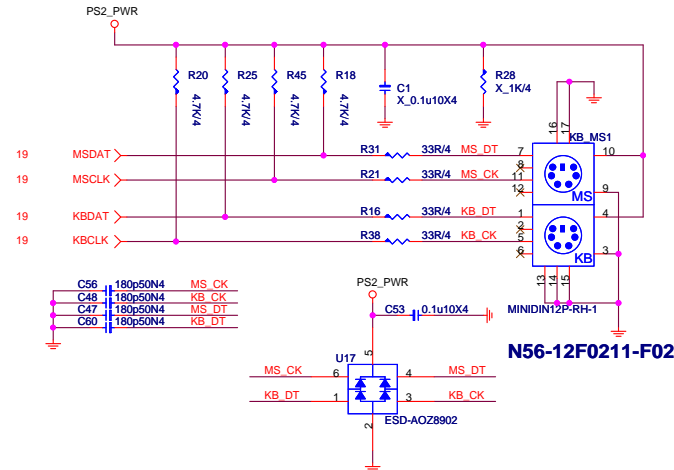 PS2_PWR
R20
R25
R45
R18
4.7K/4
4.7K/4
4.7K/4
4.7K/4
C1
X_0.1u10X4
R28
X_1K/4
16
17
KB_MS1
19
MSDAT
R31
33R/4
MS_DT
7
10
8
19
MSCLK
R21
33R/4
MS_CK
11
12
MS
9
19
KBDAT
R16
33R/4
KB_DT
1
4
2
19
KBCLK
R38
33R/4
KB_CK
5
6
KB
3
13
14
15
MINIDIN12P-RH-1
C56
180p50N4
MS_CK
C48
180p50N4
KB_CK
C47
180p50N4
MS_DT
C60
180p50N4
KB_DT
PS2_PWR
C53
0.1u10X4
N56-12F0211-F02
U17
5
MS_CK
6
4
MS_DT
KB_DT
1
3
KB_CK
2
ESD-AOZ8902